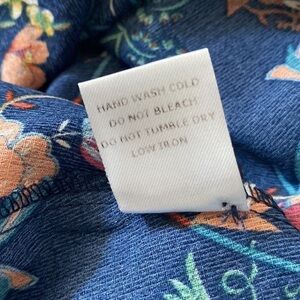 HAND WASH COLD
DO NOT BLEACH
DO NOT TUMBLE DRY
LOW IRON